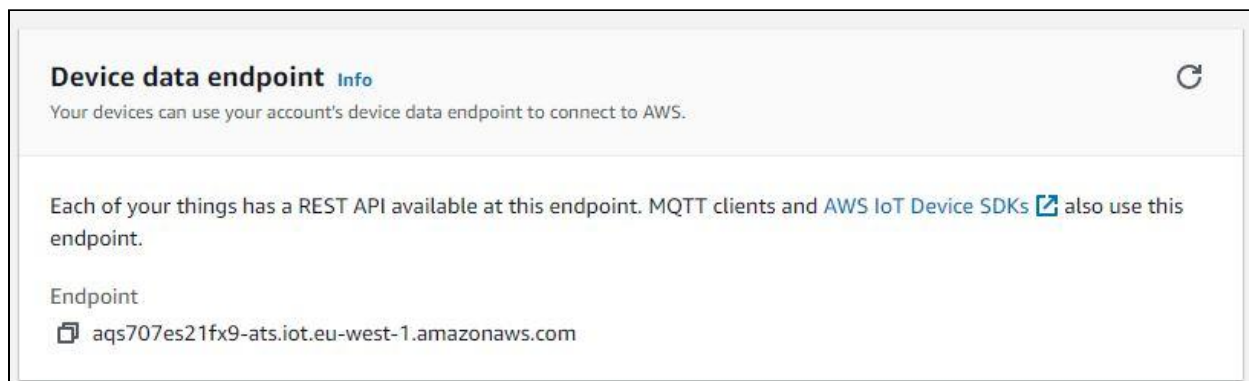 Device data endpoint Info
Your devices can use your account's device data endpoint to connect to AWS.
Each of your things has a REST API available at this endpoint. MQTT clients and AWS IoT Device SDKs also use this
endpoint.
Endpoint
aqs707es21fx9-ats.iot.eu-west-1.amazonaws.com